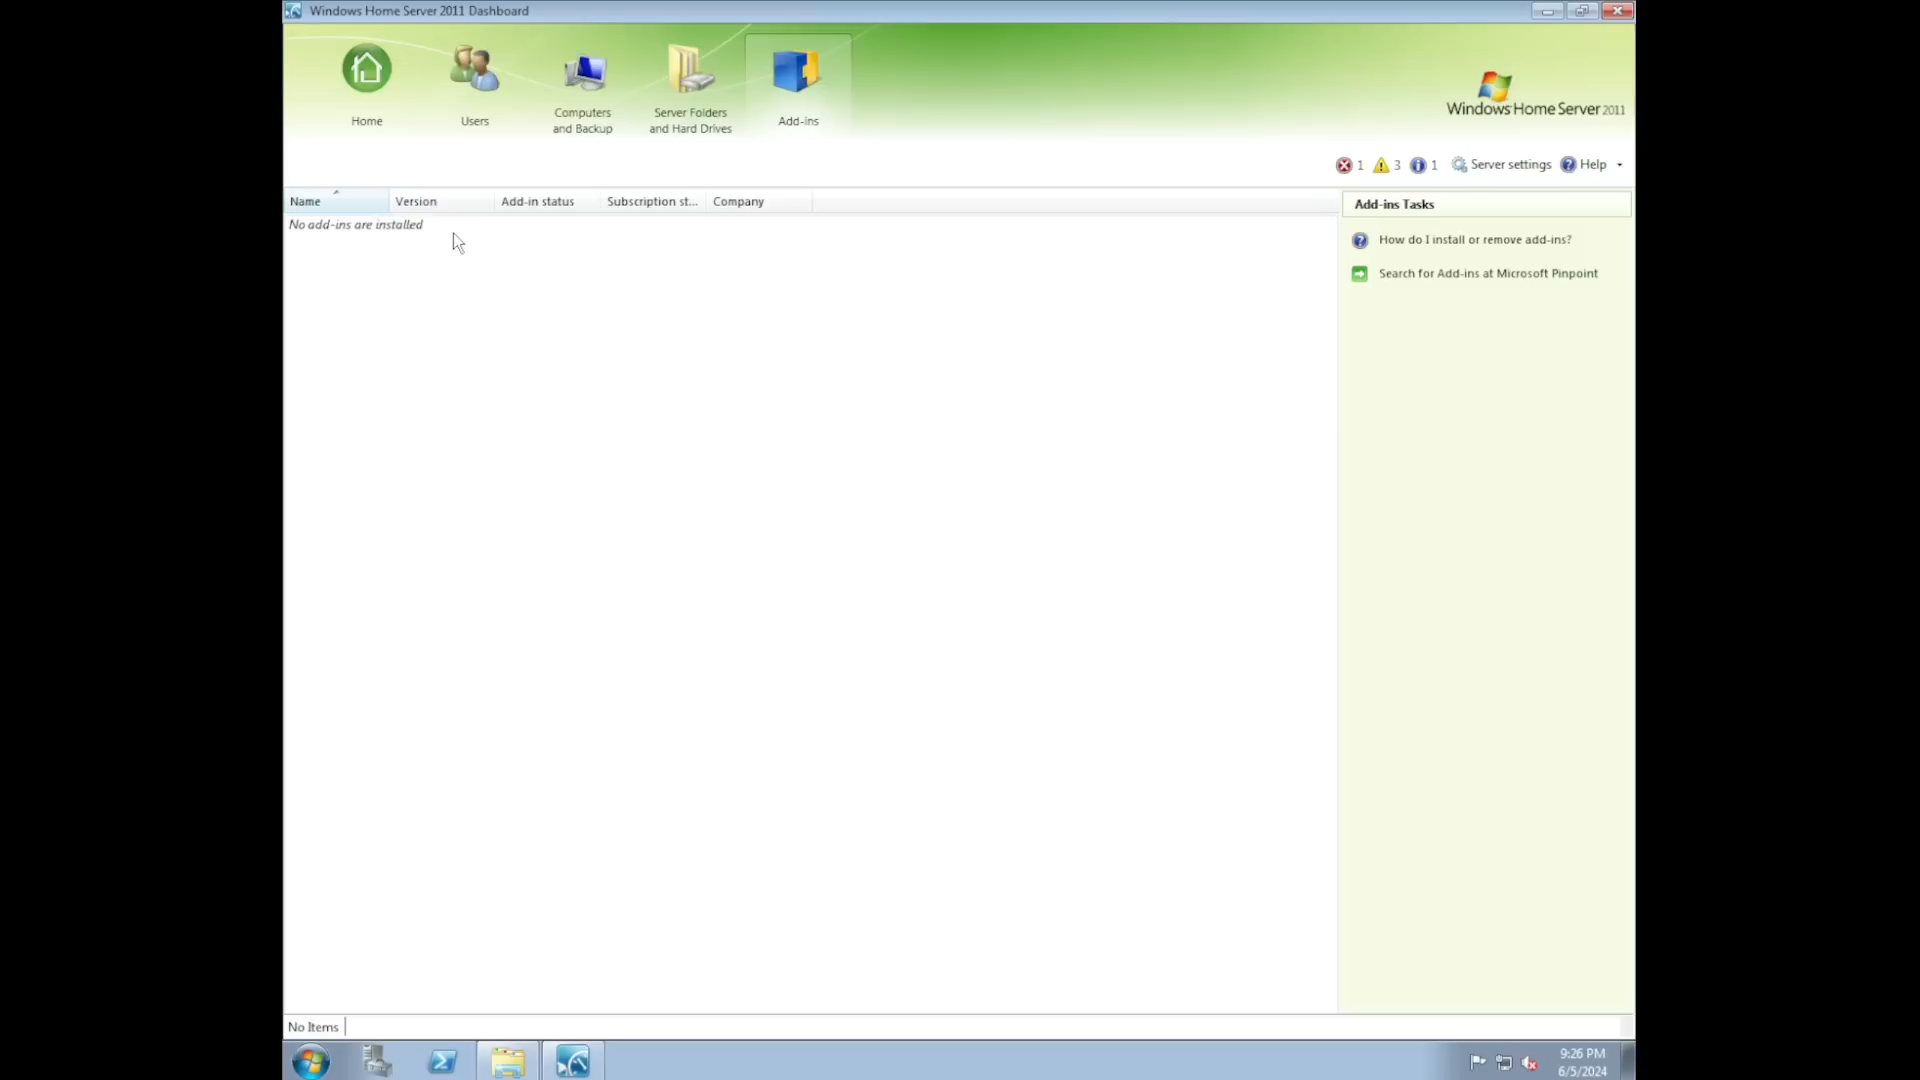 Windows Home Server 2011 Dashboard
Home
Users
Computers
and Backup
Server Folders
and Hard Drives
Add-ins
Windows Home Server 2011
1
3
1
Server settings
Help
Name
Version
Add-in status
Subscription st...
Company
No add-ins are installed
Add-ins Tasks
How do I install or remove add-ins?
Search for Add-ins at Microsoft Pinpoint
No Items
9:26 PM
6/5/2024